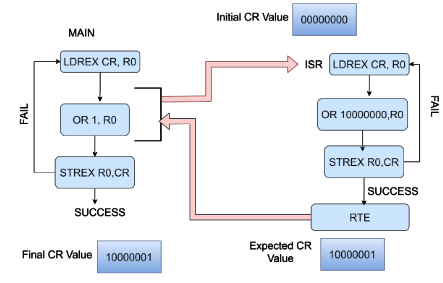 Initial CR Value
00000000
MAIN
LDREX CR, R0
OR 1, R0
STREX R0,CR
FAIL
SUCCESS
ISR
LDREX CR, R0
OR 10000000,R0
STREX R0,CR
FAIL
SUCCESS
RTE
Final CR Value
10000001
Expected CR
Value
10000001